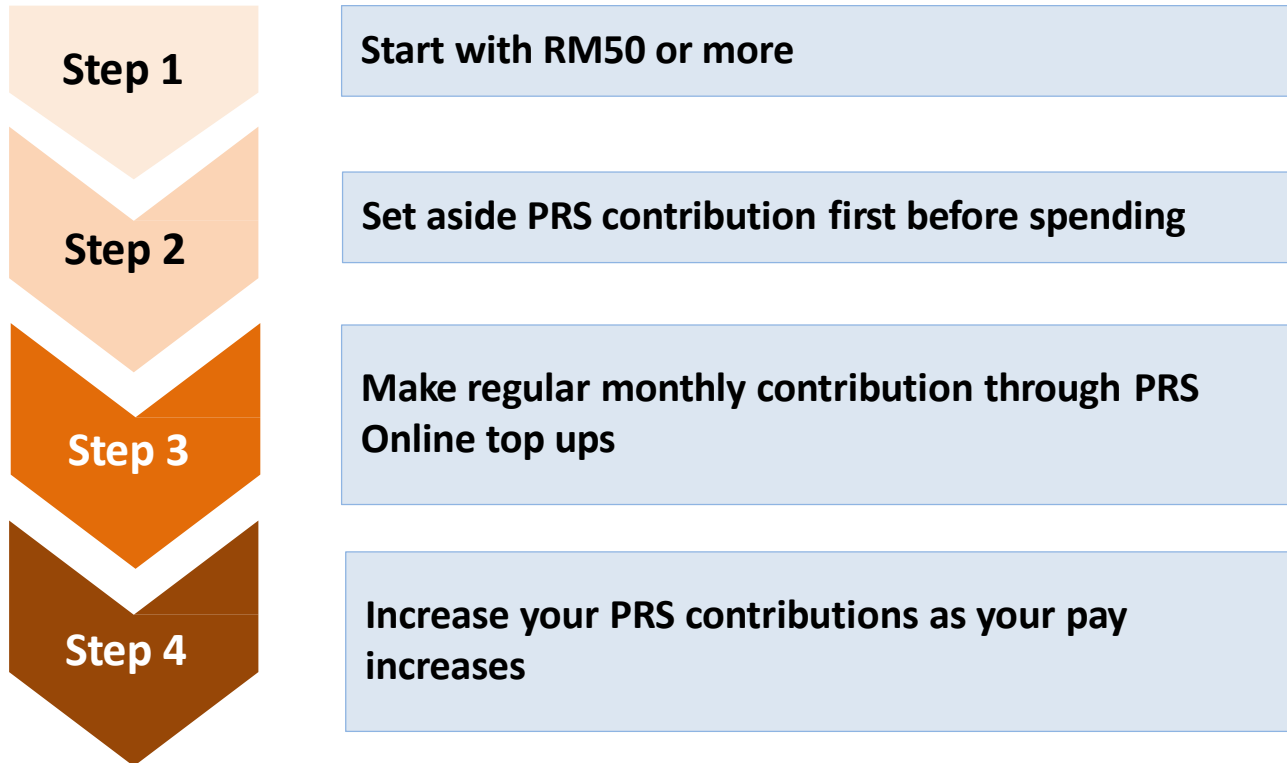 Step 1
Start with RM50 or more
Step 2
Set aside PRS contribution first before spending
Step 3
Make regular monthly contribution through PRS
Online top ups
Step 4
Increase your PRS contributions as your pay
increases